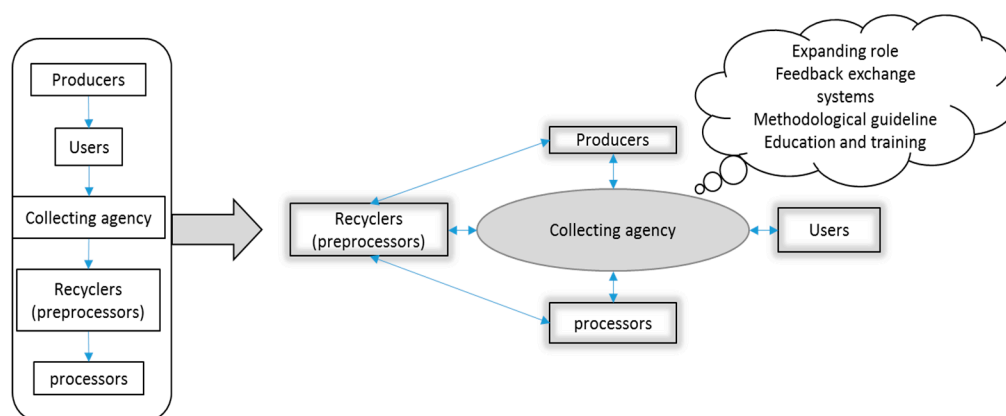 Producers
Users
Collecting agency
Recyclers
(preprocessors)
processors
Expanding role
Feedback exchange
systems
Methodological guideline
Education and training
Producers
Recyclers
(preprocessors)
Collecting agency
Users
processors